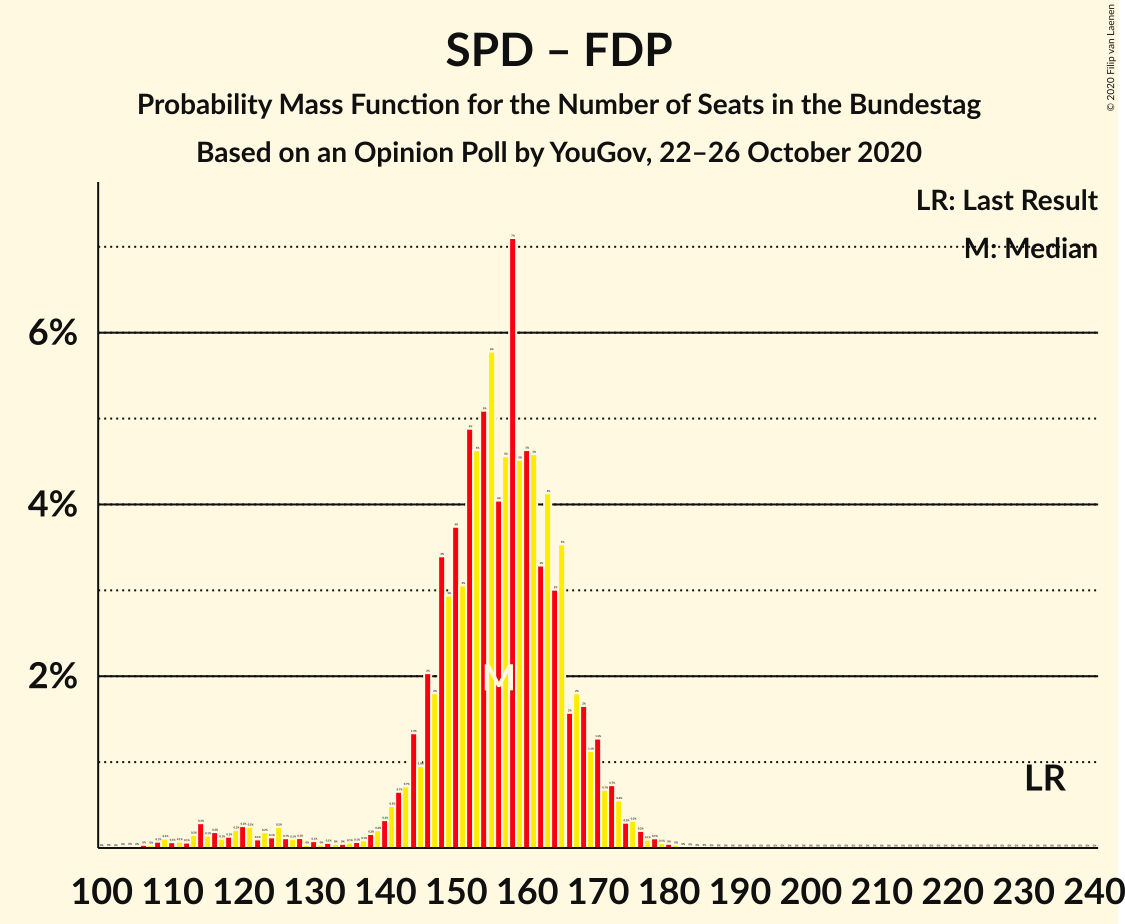 SPD – FDP
Probability Mass Function for the Number of Seats in the Bundestag
Based on an Opinion Poll by YouGov, 22–26 October 2020
© 2020 Filip van Laenen
LR: Last Result
M: Median
6%
4%
2%
M
LR
100 110 120 130 140 150 160 170 180 190 200 210 220 230 240